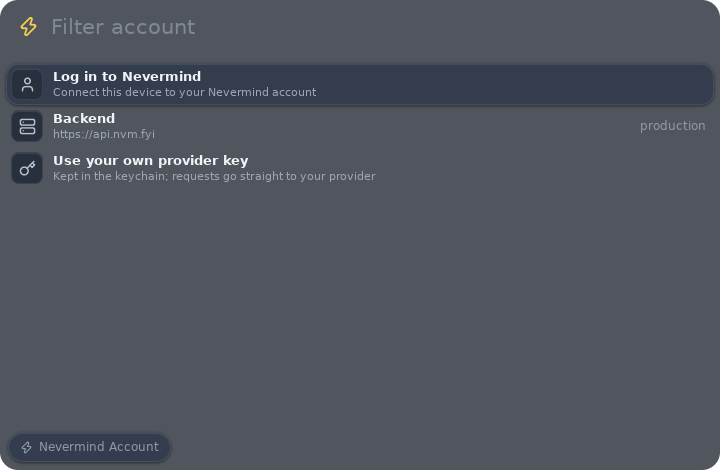 Filter account
Log in to Nevermind
Connect this device to your Nevermind account
Backend
https://api.nvm.fyi
production
Use your own provider key
Kept in the keychain; requests go straight to your provider
Nevermind Account